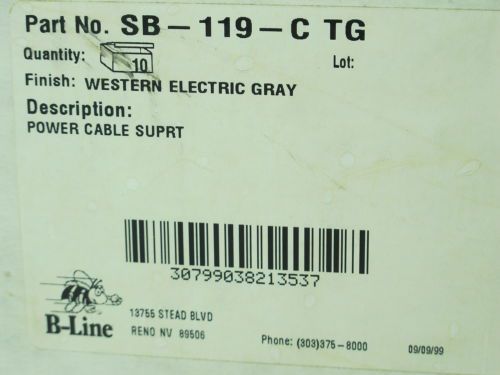 Part No. SB-119-C TG
Quantity: 10 Lot:
Finish: WESTERN ELECTRIC GRAY
Description:
POWER CABLE SUPRT
30799038213537
B-Line
13755 STEAD BLVD
RENO NV 89506
Phone: (303)375-8000
09/09/99